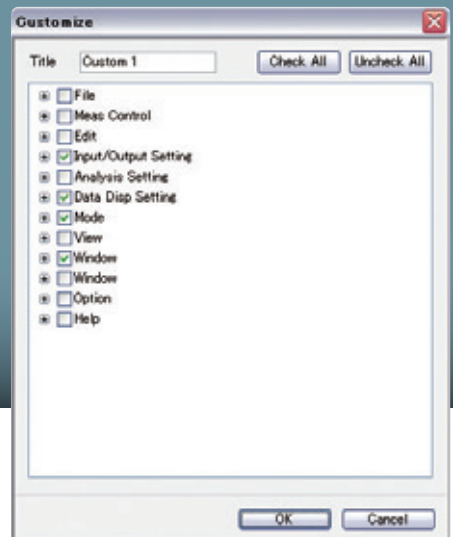 Customize
Title Custom 1 Check All Uncheck All
File
Meas Control
Edit
Input/Output Setting
Analysis Setting
Data Disp Setting
Mode
View
Window
Window
Option
Help
OK Cancel